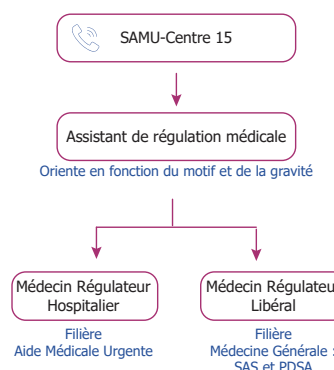 SAMU-Centre 15
Assistant de régulation médicale
Oriente en fonction du motif et de la gravité
Médecin Régulateur
Hospitalier
Filière
Aide Médicale Urgente
Médecin Régulateu
Libéral
Filière
Médecine Générale :
SAS et PDSA